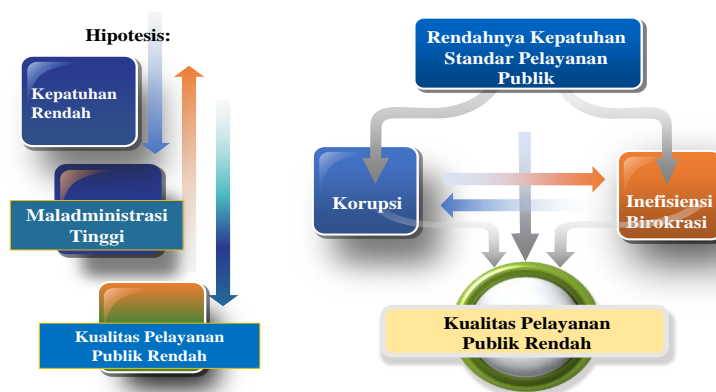 Hipotesis:
Kepatuhan
Rendah
Maladministrasi
Tinggi
Kualitas Pelayanan
Publik Rendah
Rendahnya Kepatuhan
Standar Pelayanan
Publik
Korupsi
Inefisiensi
Birokrasi
Kualitas Pelayanan
Publik Rendah